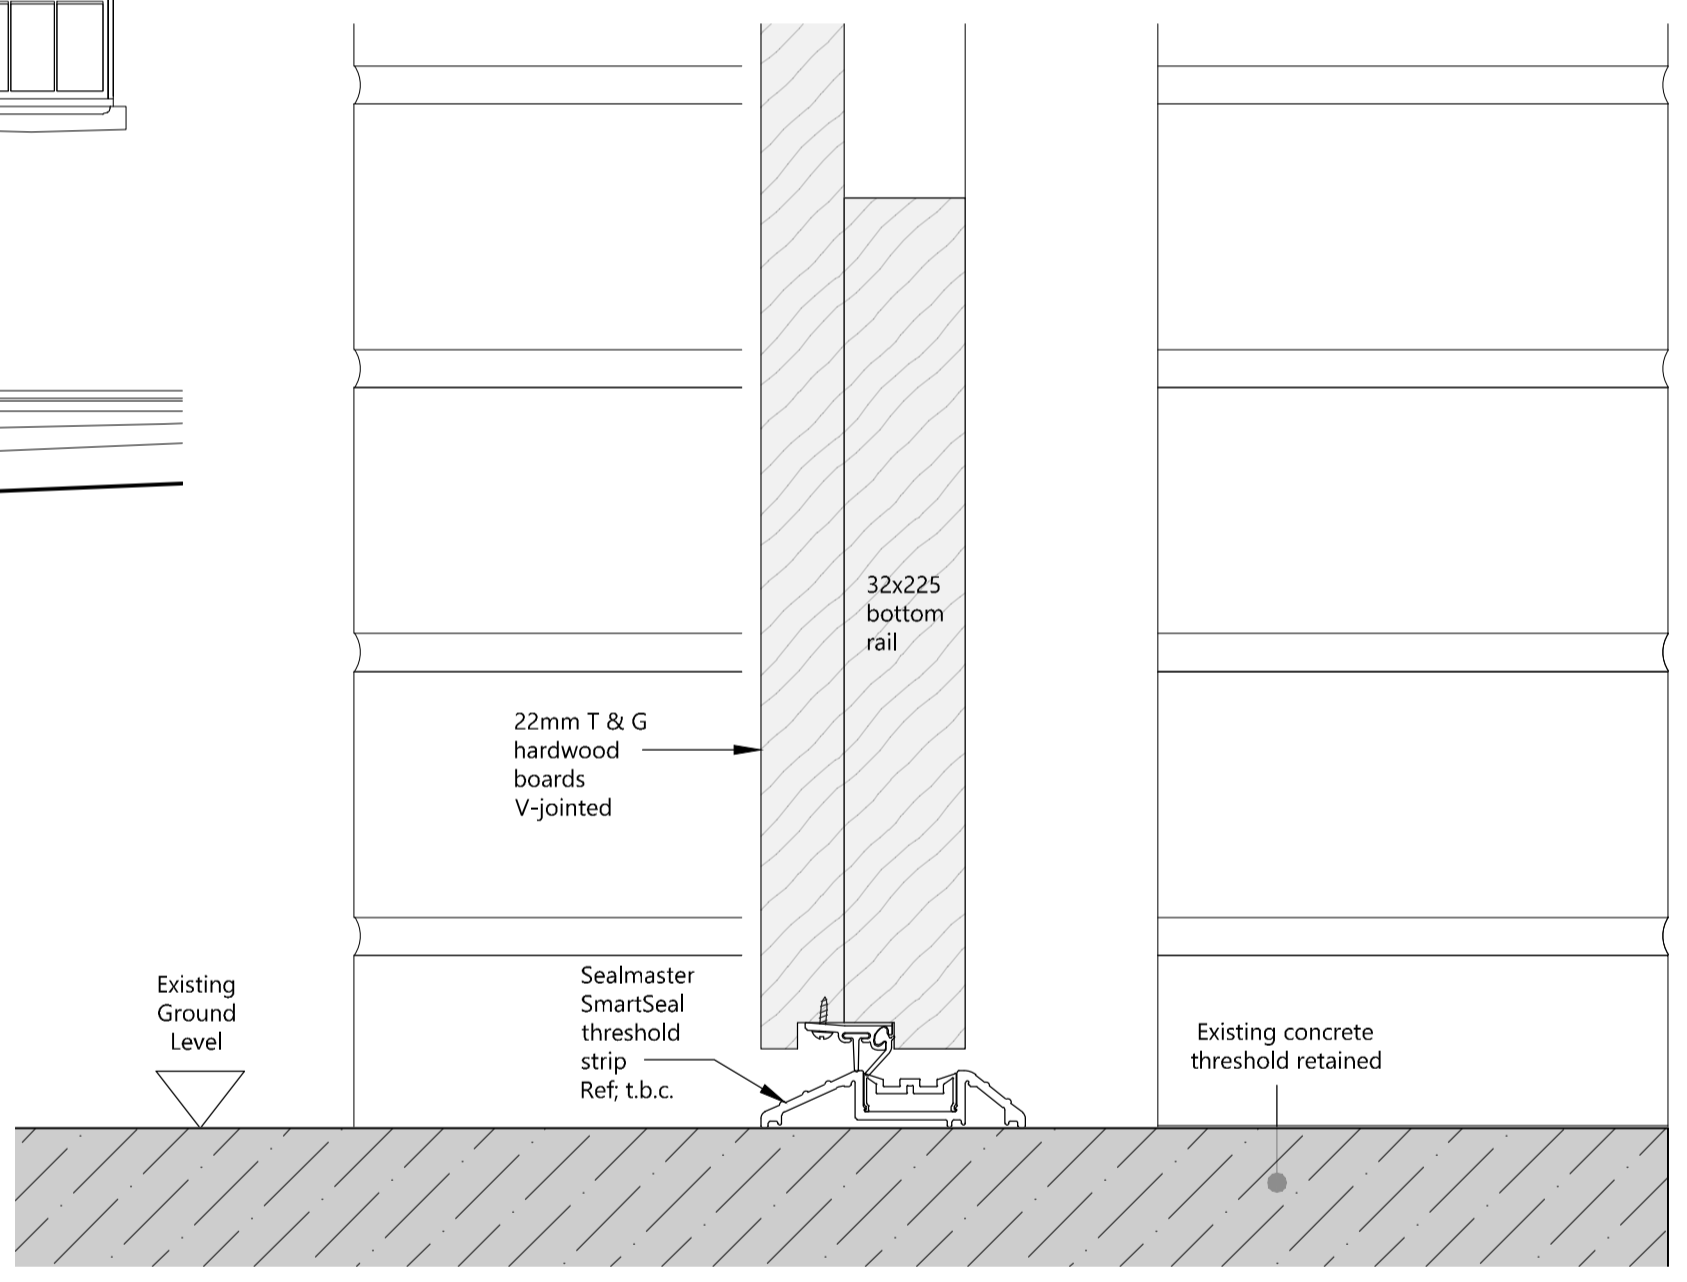 32x225
bottom
rail
22mm T & G
hardwood
boards
V-jointed
Sealmaster
SmartSeal
threshold
strip
Ref; t.b.c.
Existing
Ground
Level
Existing concrete
threshold retained